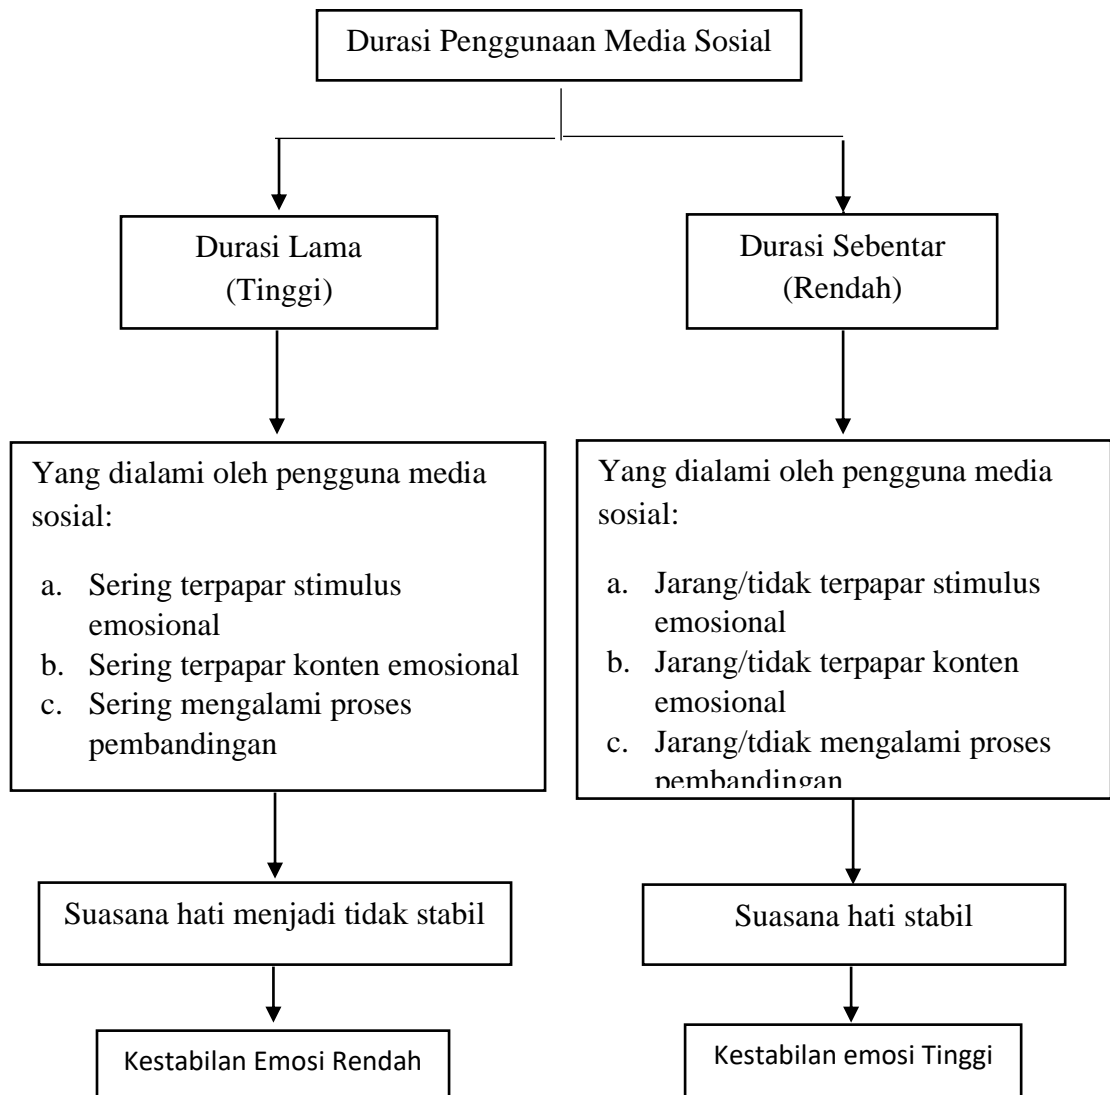 Durasi Penggunaan Media Sosial
Durasi Lama
(Tinggi)
Durasi Sebentar
(Rendah)
Yang dialami oleh pengguna media
sosial:
a. Sering terpapar stimulus
emosional
b. Sering terpapar konten emosional
c. Sering mengalami proses
pembandingan
Yang dialami oleh pengguna media
sosial:
a. Jarang/tidak terpapar stimulus
emosional
b. Jarang/tidak terpapar konten
emosional
c. Jarang/tdiak mengalami proses
pembandingan
Suasana hati menjadi tidak stabil
Suasana hati stabil
Kestabilan Emosi Rendah
Kestabilan emosi Tinggi